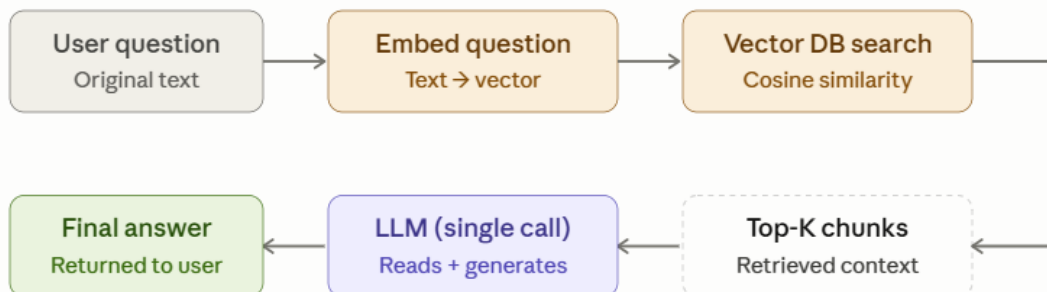 User question
Original text
Embed question
Text → vector
Vector DB search
Cosine similarity
Final answer
Returned to user
LLM (single call)
Reads + generates
Top-K chunks
Retrieved context